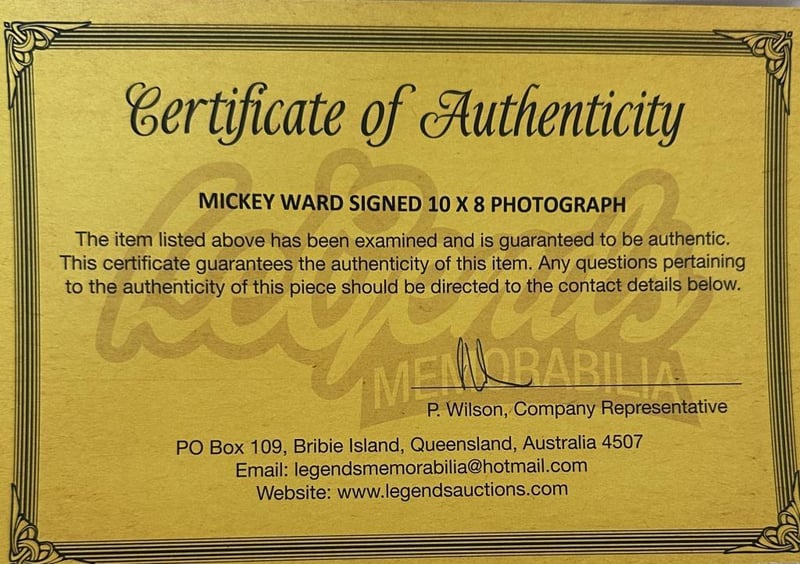 Certificate of Authenticity
Legends
MEMORABILIA
MICKEY WARD SIGNED 10 X 8 PHOTOGRAPH
The item listed above has been examined and is guaranteed to be authentic.
This certificate guarantees the authenticity of this item. Any questions pertaining
to the authenticity of this piece should be directed to the contact details below.
P. Wilson, Company Representative
PO Box 109, Bribie Island, Queensland, Australia 4507
Email: legendsmemorabilia@hotmail.com
Website: www.legendsauctions.com